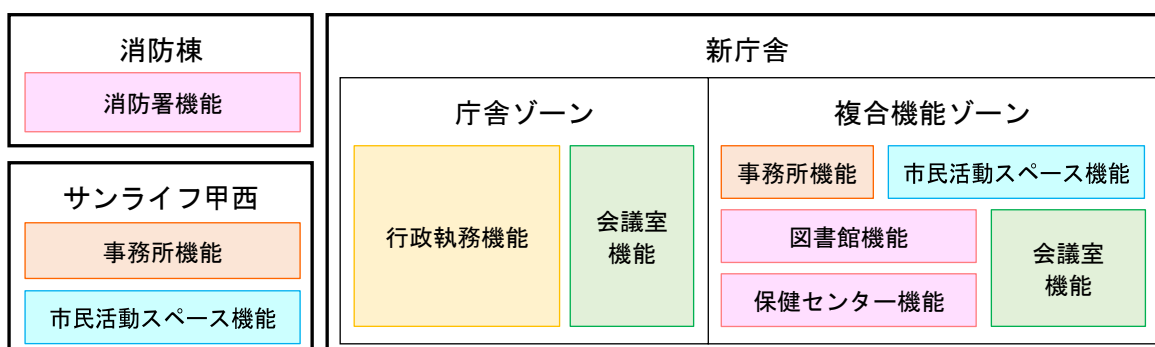 消防棟
消防署機能
サンライフ甲西
事務所機能
市民活動スペース機能
新庁舎
庁舎ゾーン
行政執務機能
会議室
機能
複合機能ゾーン
事務所機能
市民活動スペース機能
図書館機能
保健センター機能
会議室
機能